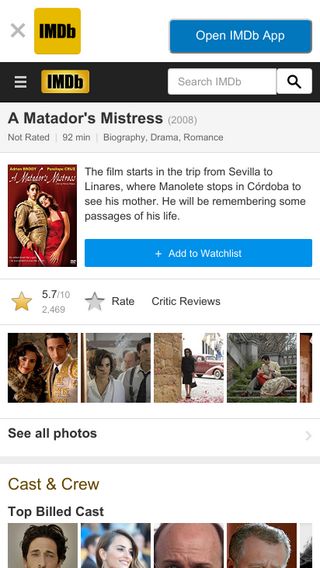 IMDb
Open IMDb App
IMDb
Search IMDb
A Matador's Mistress (2008)
Not Rated | 92 min | Biography, Drama, Romance
Adrien BRODY Penélope CRUZ
A Matador's Mistress
DVD
The film starts in the trip from Sevilla to
Linares, where Manolete stops in Córdoba to
see his mother. He will be remembering some
passages of his life.
+ Add to Watchlist
5.7/10
2,469
Rate
Critic Reviews
See all photos
Cast & Crew
Top Billed Cast